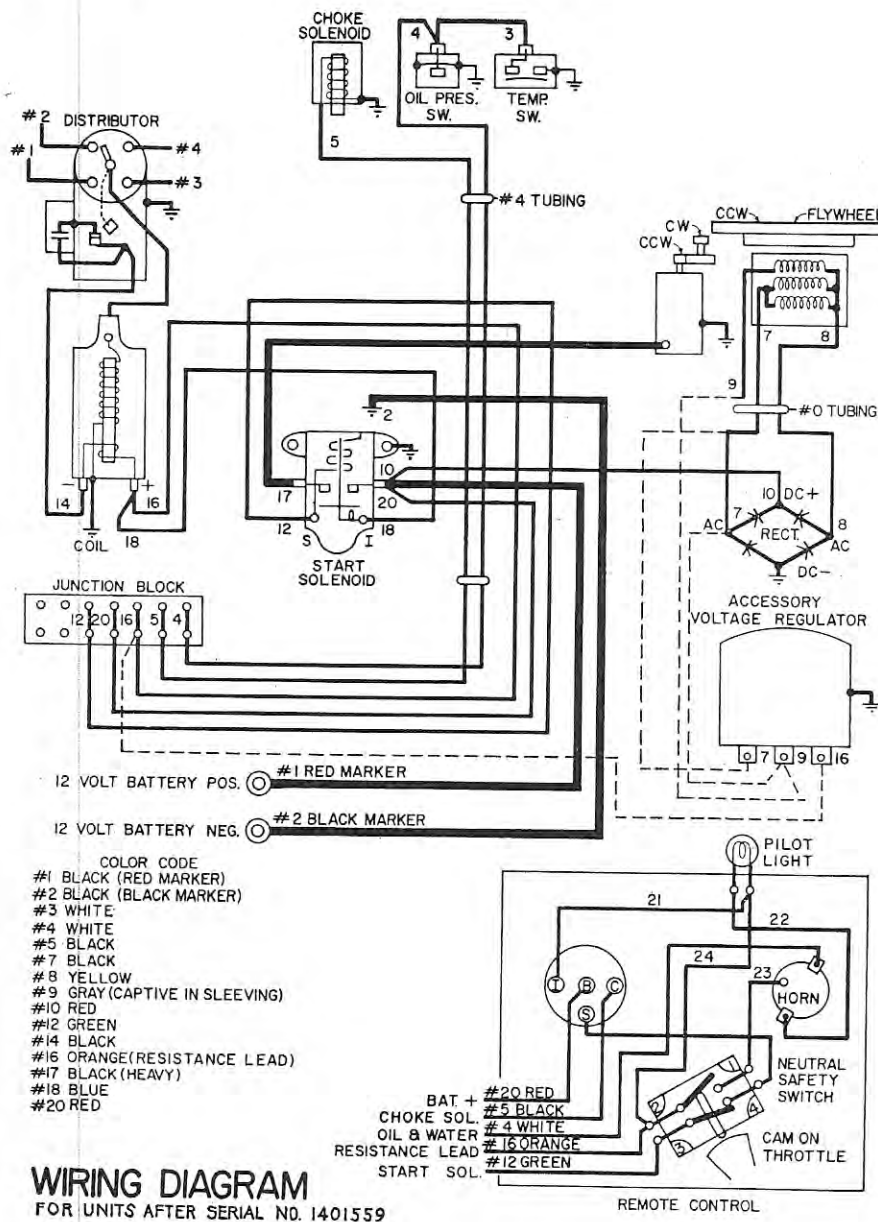 CHOKE
SOLENOID
4
3
OIL PRES.
SW.
TEMP.
SW.
5
#2
DISTRIBUTOR
#4
#1
#3
#4 TUBING
CCW
FLYWHEEL
CW
CCW
7
8
9
#0 TUBING
2
10
17
20
12
S
I
18
START
SOLENOID
-
+
14
16
18
COIL
10
DC+
7
8
AC
RECT.
AC
DC-
JUNCTION BLOCK
12
20
16
5
4
ACCESSORY
VOLTAGE REGULATOR
7
9
16
12 VOLT BATTERY POS.
#1 RED MARKER
12 VOLT BATTERY NEG.
#2 BLACK MARKER
COLOR CODE
#1 BLACK (RED MARKER)
#2 BLACK (BLACK MARKER)
#3 WHITE
#4 WHITE
#5 BLACK
#7 BLACK
#8 YELLOW
#9 GRAY (CAPTIVE IN SLEEVING)
#10 RED
#12 GREEN
#14 BLACK
#16 ORANGE (RESISTANCE LEAD)
#17 BLACK (HEAVY)
#18 BLUE
#20 RED
PILOT
LIGHT
21
22
24
23
I
B
C
S
HORN
NEUTRAL
SAFETY
SWITCH
1
2
3
4
CAM ON
THROTTLE
BAT. + #20 RED
CHOKE SOL. #5 BLACK
OIL & WATER #4 WHITE
RESISTANCE LEAD #16 ORANGE
START SOL. #12 GREEN
REMOTE CONTROL
WIRING DIAGRAM
FOR UNITS AFTER SERIAL NO. 1401559